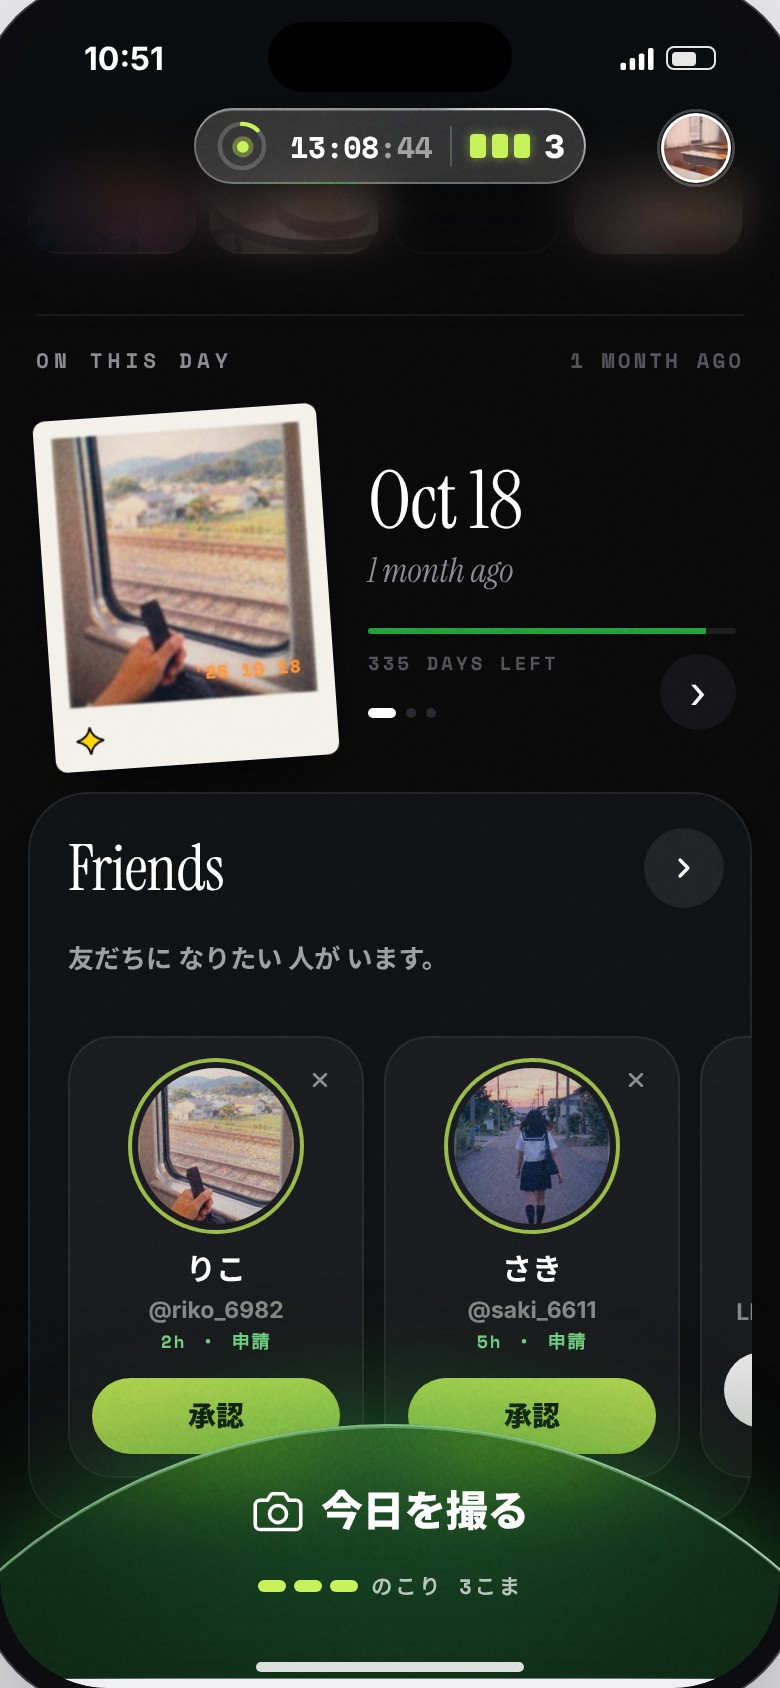 10:51
13:08:44 3
ON THIS DAY 1 MONTH AGO
Oct 18
1 month ago
'25 10 18
335 DAYS LEFT
Friends
友だちに なりたい 人が います。
りこ
@riko_6982
2h ・ 申請
承認
さき
@saki_6611
5h ・ 申請
承認
今日を撮る
のこり 3こま